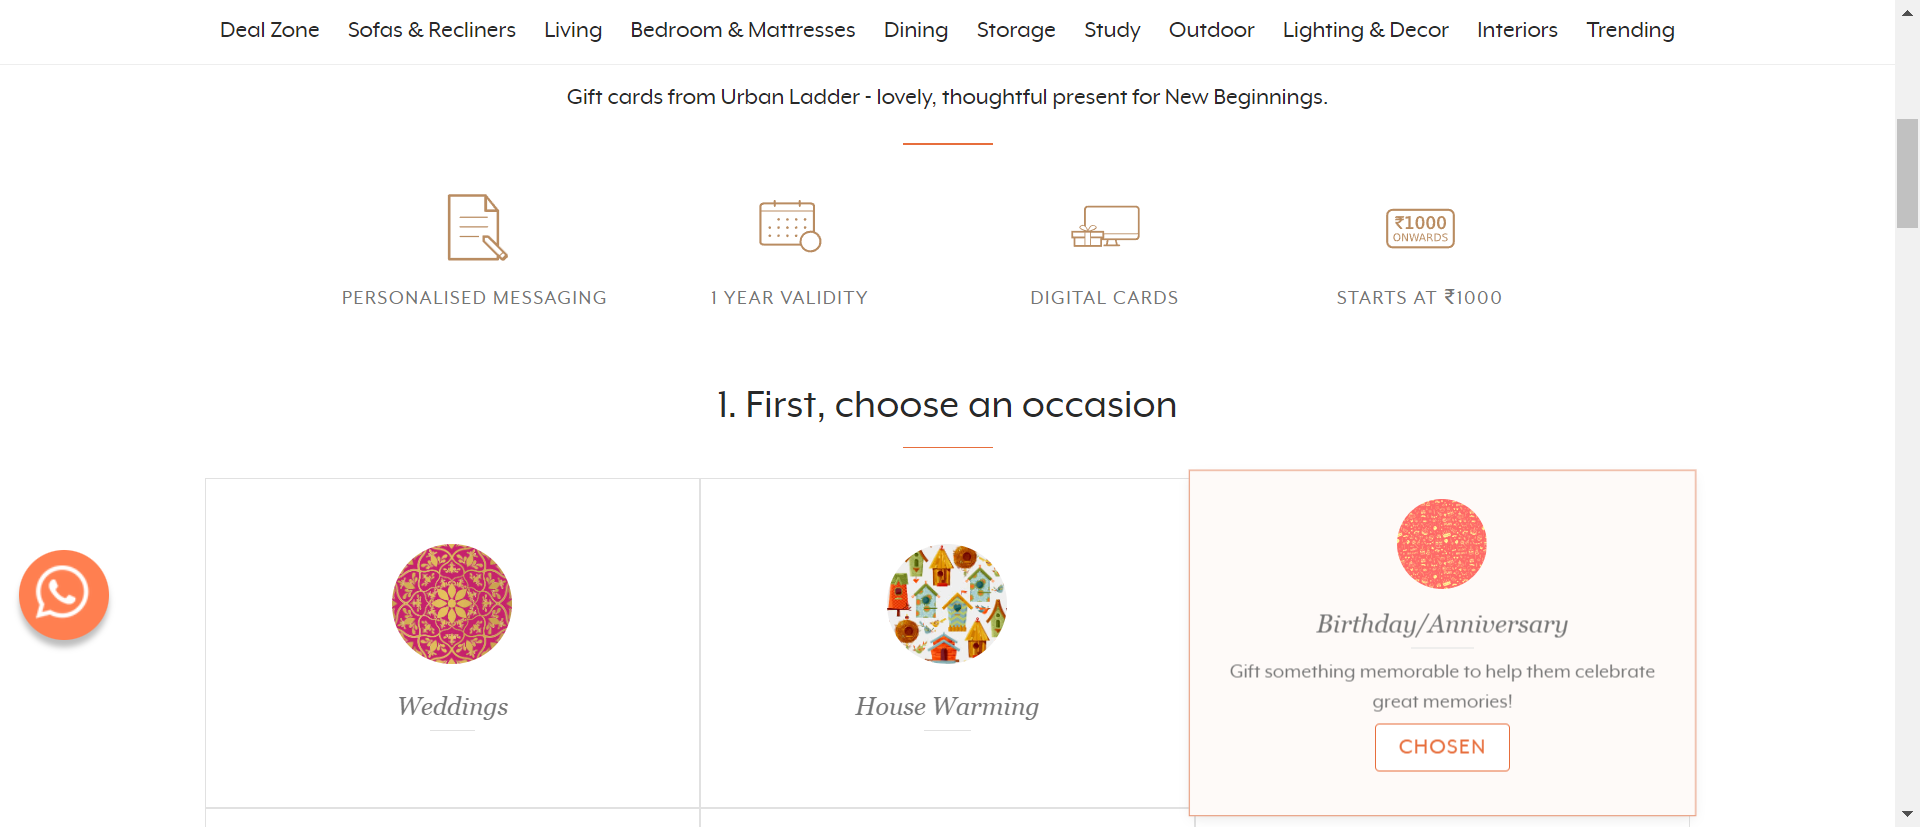 Deal Zone Sofas & Recliners Living Bedroom & Mattresses Dining Storage Study Outdoor Lighting & Decor Interiors Trending
Gift cards from Urban Ladder - lovely, thoughtful present for New Beginnings.
₹1000
ONWARDS
PERSONALISED MESSAGING
1 YEAR VALIDITY
DIGITAL CARDS
STARTS AT ₹1000
1. First, choose an occasion
Weddings
House Warming
Birthday/Anniversary
Gift something memorable to help them celebrate
great memories!
CHOSEN